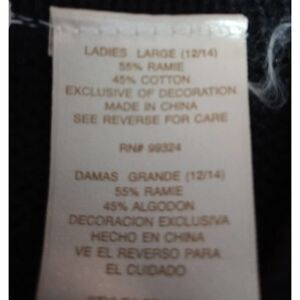 LADIES LARGE (12/14)
55% RAMIE
45% COTTON
EXCLUSIVE OF DECORATION
MADE IN CHINA
SEE REVERSE FOR CARE
RN# 99324
DAMAS GRANDE (12/14)
55% RAMIE
45% ALGODON
DECORACION EXCLUSIVA
HECHO EN CHINA
VE EL REVERSO PARA
EL CUIDADO